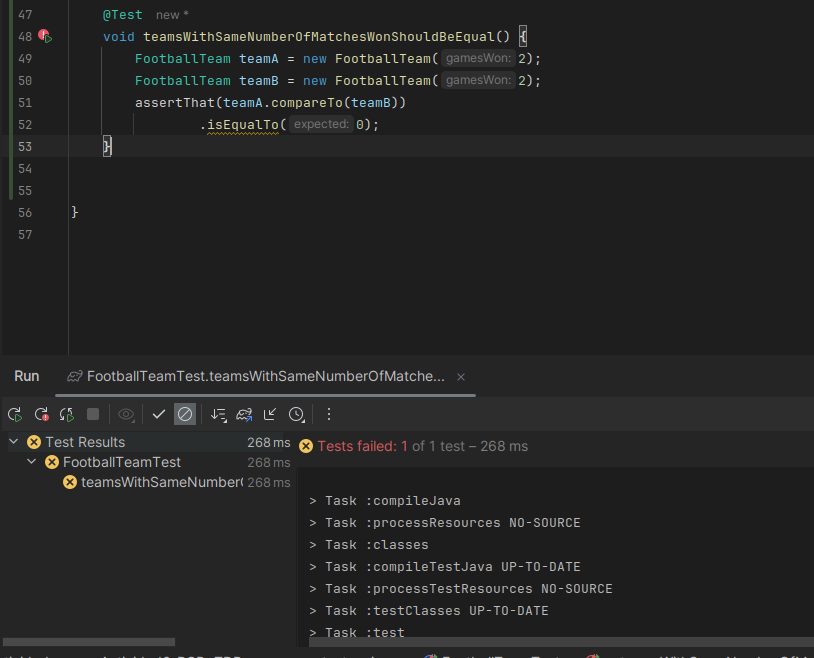 47 @Test new *
48 void teamsWithSameNumberOfMatchesWonShouldBeEqual() {
49 FootballTeam teamA = new FootballTeam( gamesWon: 2);
50 FootballTeam teamB = new FootballTeam( gamesWon: 2);
51 assertThat(teamA.compareTo(teamB))
52 .isEqualTo( expected: 0);
53 }
54
55
56 }
57
Run FootballTeamTest.teamsWithSameNumberOfMatche... ×
Test Results 268 ms
FootballTeamTest 268 ms
teamsWithSameNumber 268 ms
Tests failed: 1 of 1 test – 268 ms
> Task :compileJava
> Task :processResources NO-SOURCE
> Task :classes
> Task :compileTestJava UP-TO-DATE
> Task :processTestResources NO-SOURCE
> Task :testClasses UP-TO-DATE
> Task :test